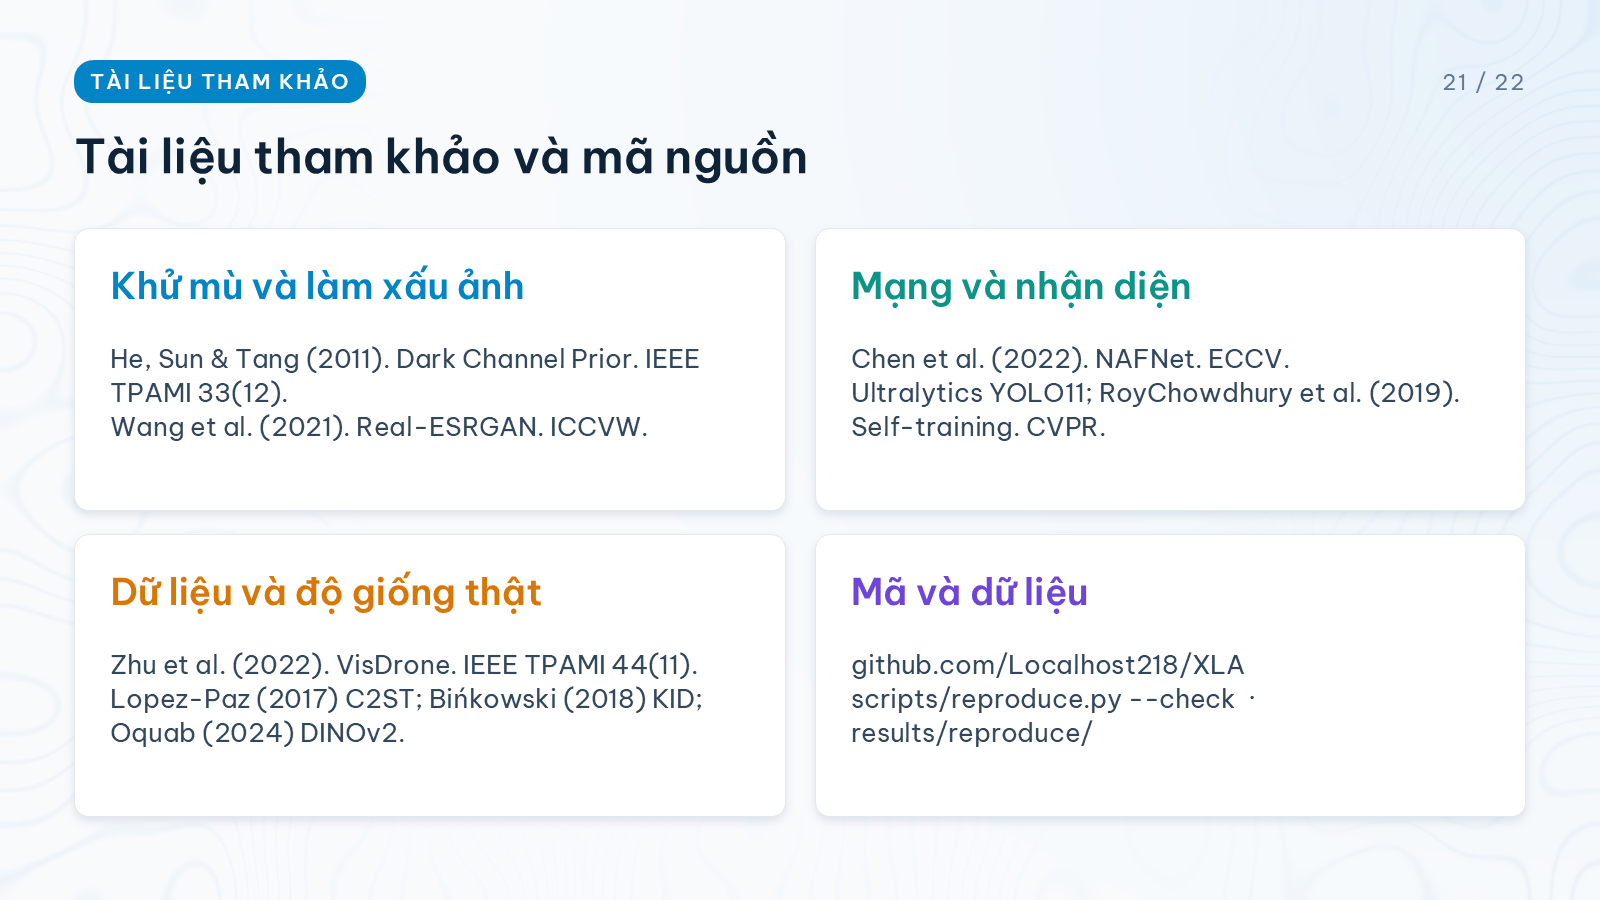 TÀI LIỆU THAM KHẢO
21 / 22
Tài liệu tham khảo và mã nguồn
Khử mù và làm xấu ảnh
He, Sun & Tang (2011). Dark Channel Prior. IEEE
TPAMI 33(12).
Wang et al. (2021). Real-ESRGAN. ICCVW.
Mạng và nhận diện
Chen et al. (2022). NAFNet. ECCV.
Ultralytics YOLO11; RoyChowdhury et al. (2019).
Self-training. CVPR.
Dữ liệu và độ giống thật
Zhu et al. (2022). VisDrone. IEEE TPAMI 44(11).
Lopez-Paz (2017) C2ST; Bińkowski (2018) KID;
Oquab (2024) DINOv2.
Mã và dữ liệu
github.com/Localhost218/XLA
scripts/reproduce.py --check ·
results/reproduce/